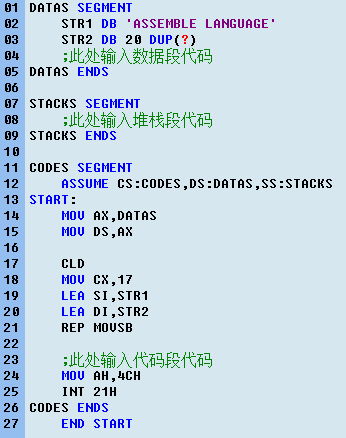 01 DATAS SEGMENT
02     STR1 DB 'ASSEMBLE LANGUAGE'
03     STR2 DB 20 DUP(?)
04     ;此处输入数据段代码
05 DATAS ENDS
06
07 STACKS SEGMENT
08     ;此处输入堆栈段代码
09 STACKS ENDS
10
11 CODES SEGMENT
12     ASSUME CS:CODES,DS:DATAS,SS:STACKS
13 START:
14     MOV AX,DATAS
15     MOV DS,AX
16
17     CLD
18     MOV CX,17
19     LEA SI,STR1
20     LEA DI,STR2
21     REP MOVSB
22
23     ;此处输入代码段代码
24     MOV AH,4CH
25     INT 21H
26 CODES ENDS
27     END START